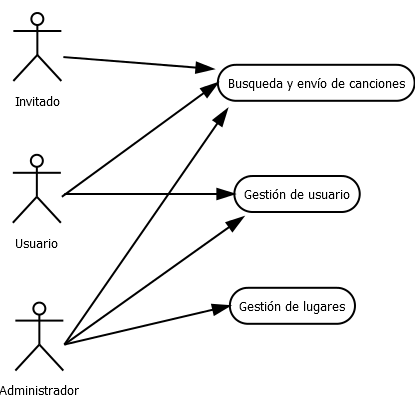 Busqueda y envío de canciones
Invitado
Gestión de usuario
Usuario
Gestión de lugares
Administrador